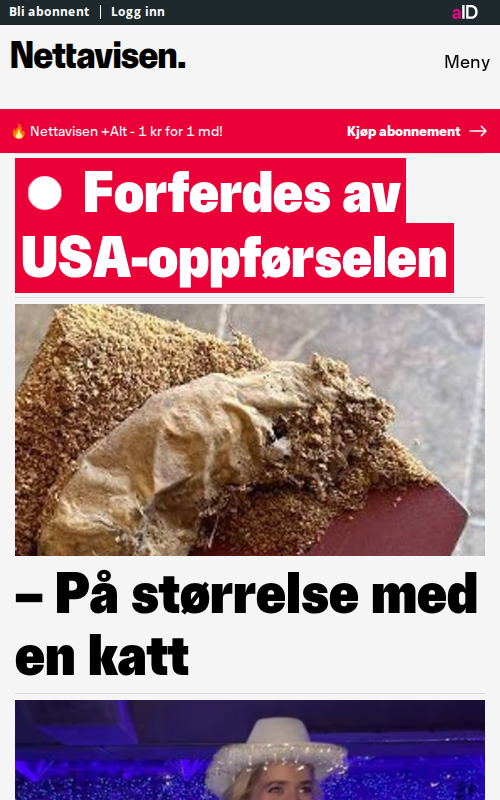 Bli abonnent | Logg inn
aID
Nettavisen.
Meny
🔥 Nettavisen +Alt - 1 kr for 1 md!
Kjøp abonnement →
Forferdes av
USA-oppførselen
– På størrelse med
en katt